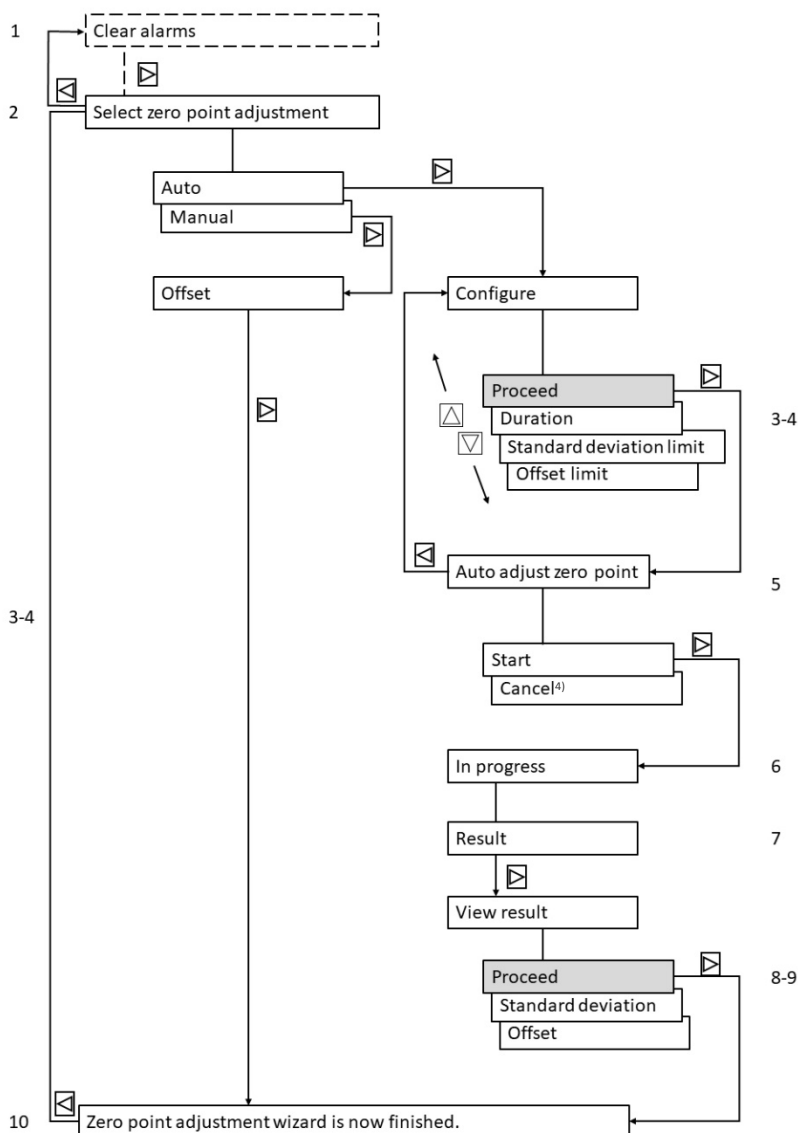 1
Clear alarms
2
Select zero point adjustment
Auto
Manual
Offset
Configure
Proceed
Duration
Standard deviation limit
Offset limit
3-4
Auto adjust zero point
5
3-4
Start
Cancel4)
In progress
6
Result
7
View result
Proceed
8-9
Standard deviation
Offset
10
Zero point adjustment wizard is now finished.